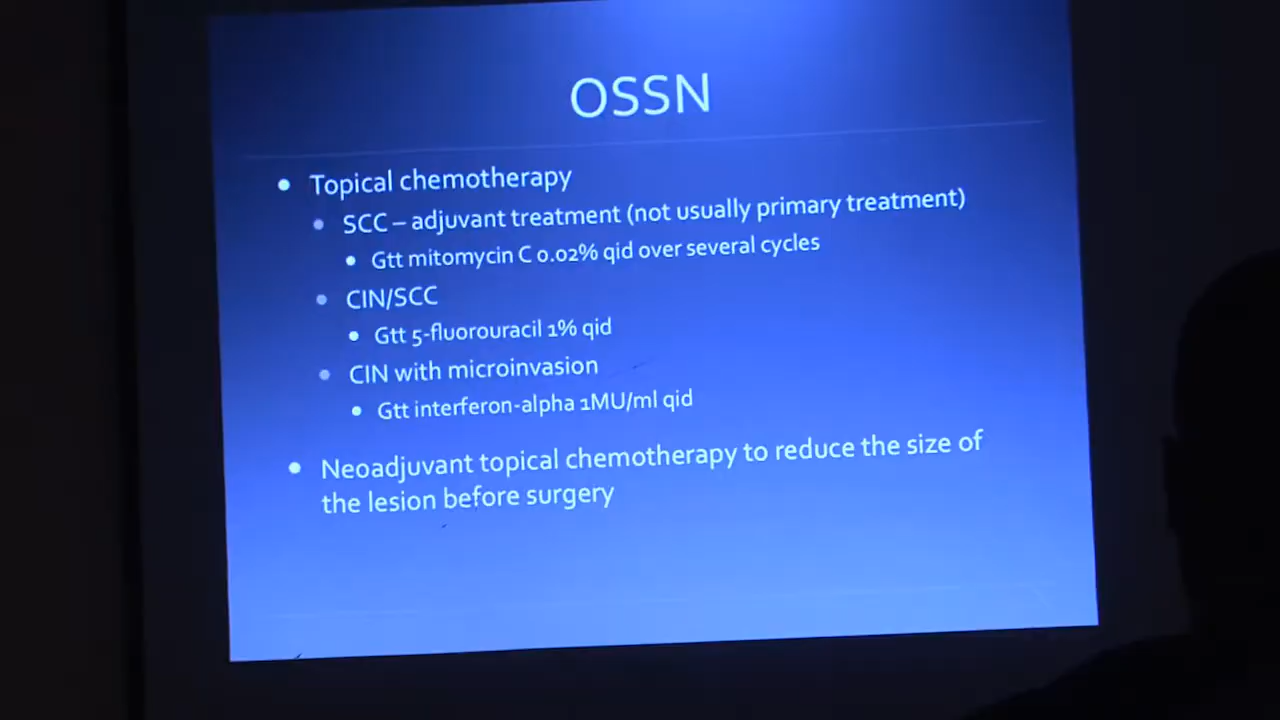 OSSN
• Topical chemotherapy
• SCC – adjuvant treatment (not usually primary treatment)
• Gtt mitomycin C 0.02% qid over several cycles
• CIN/SCC
• Gtt 5-fluorouracil 1% qid
• CIN with microinvasion
• Gtt interferon-alpha 1MU/ml qid
• Neoadjuvant topical chemotherapy to reduce the size of
the lesion before surgery